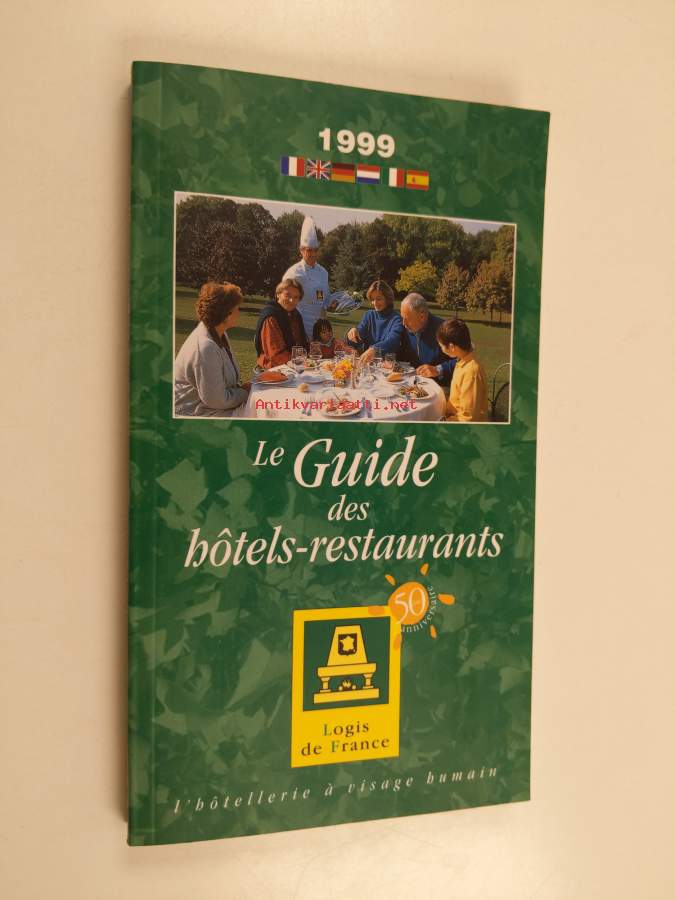 1999
Antikvariaatti.net
Le Guide
des
hôtels-restaurants
50
anniversaire
Logis
de France
l'hôtellerie à visage humain